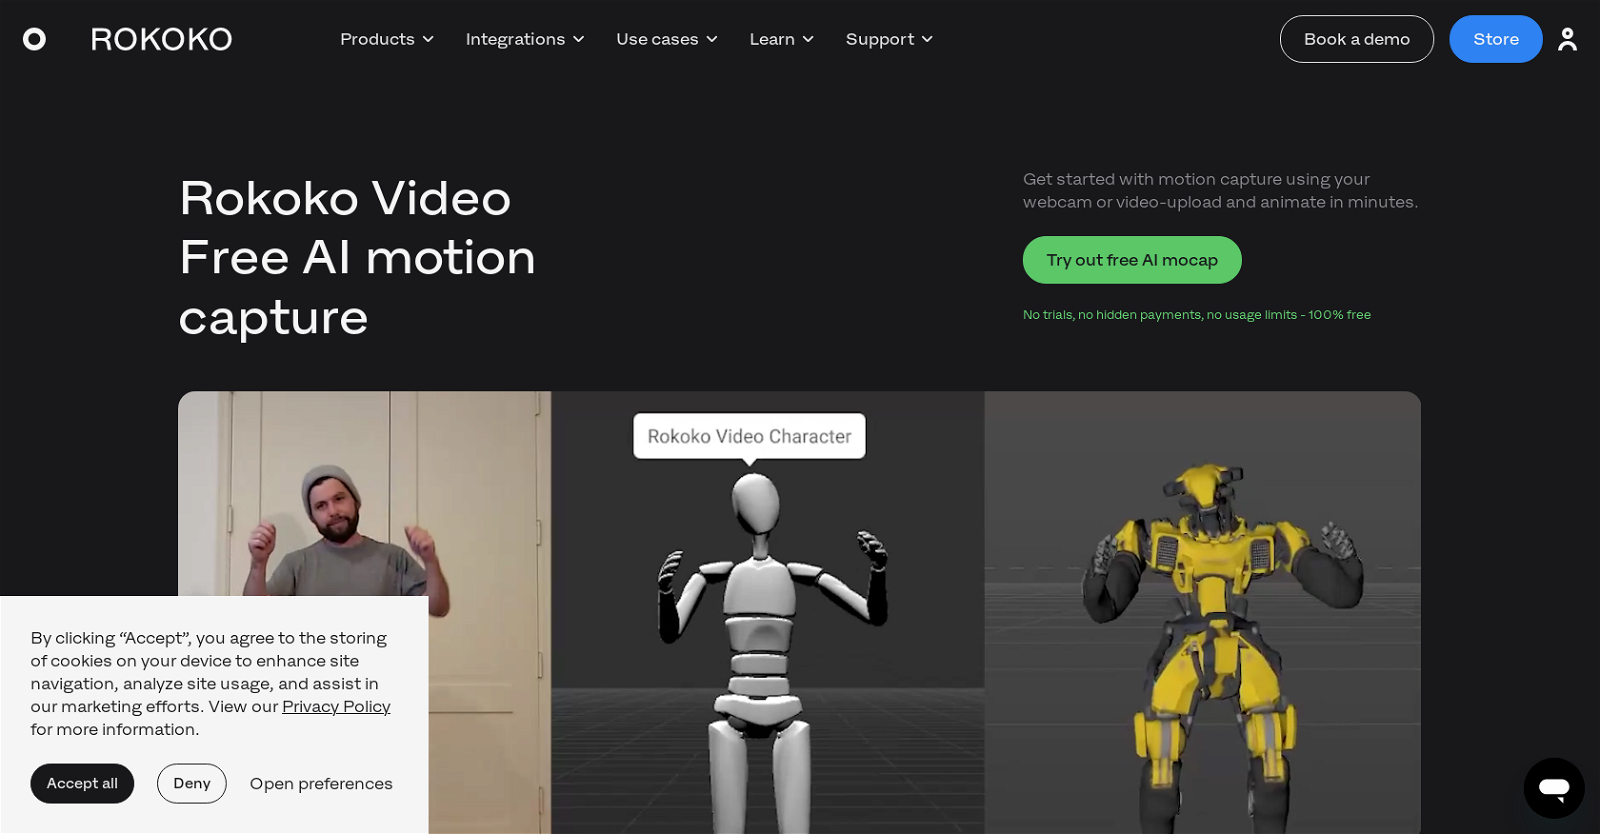 ROKOKO
Products
Integrations
Use cases
Learn
Support
Book a demo
Store
Rokoko Video
Free AI motion
capture
Get started with motion capture using your
webcam or video-upload and animate in minutes.
Try out free AI mocap
No trials, no hidden payments, no usage limits - 100% free
Rokoko Video Character
By clicking “Accept”, you agree to the storing
of cookies on your device to enhance site
navigation, analyze site usage, and assist in
our marketing efforts. View our Privacy Policy
for more information.
Accept all
Deny
Open preferences